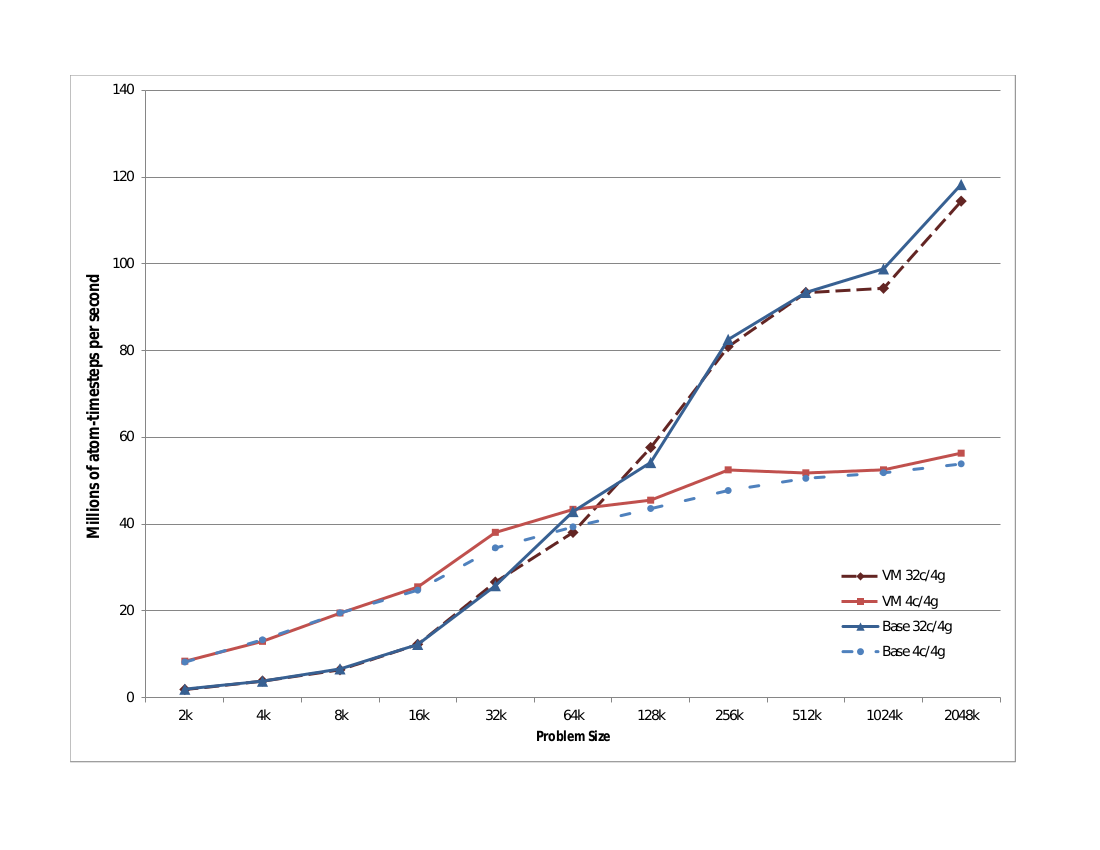 140
120
100
80
60
40
20
0
Millions of atom-timesteps per second
VM 32c/4g
VM 4c/4g
Base 32c/4g
Base 4c/4g
2k 4k 8k 16k 32k 64k 128k 256k 512k 1024k 2048k
Problem Size